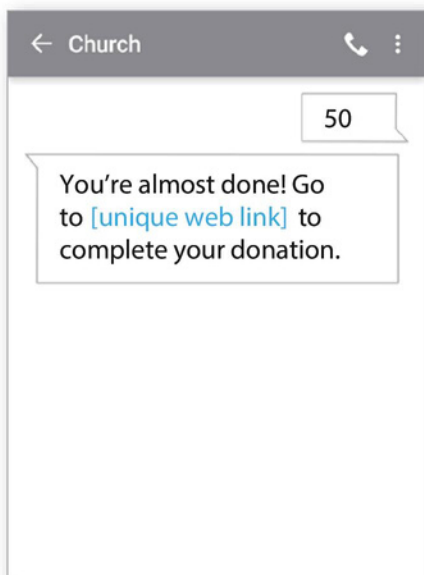 Church
50
You're almost done! Go
to [unique web link] to
complete your donation.